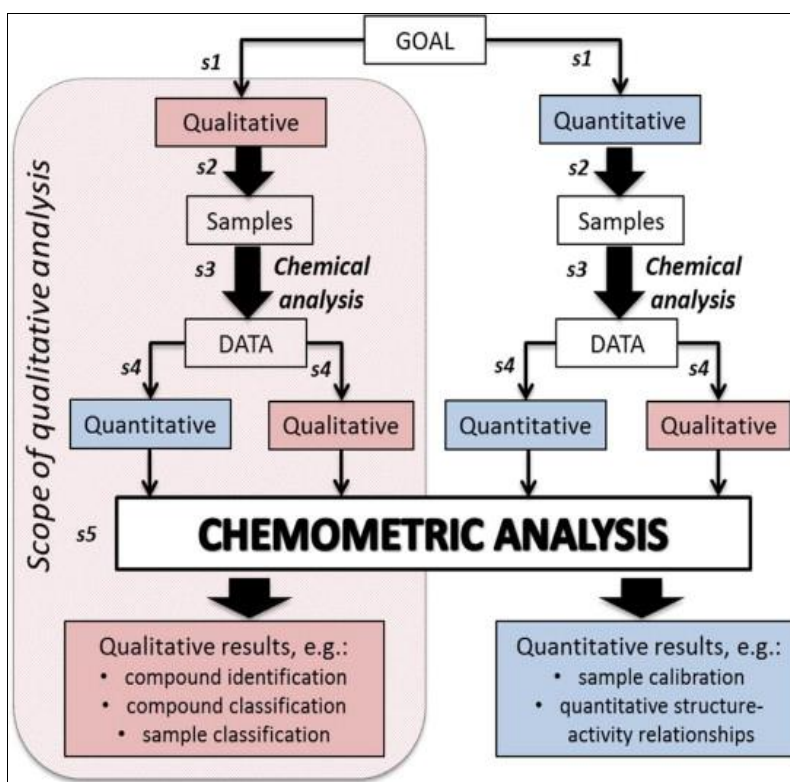 GOAL
s1
s1
Qualitative
Quantitative
s2
s2
Samples
Samples
s3
Chemical
analysis
s3
Chemical
analysis
DATA
DATA
s4
s4
s4
s4
Quantitative
Qualitative
Quantitative
Qualitative
Scope of qualitative analysis
s5
CHEMOMETRIC ANALYSIS
Qualitative results, e.g.:
• compound identification
• compound classification
• sample classification
Quantitative results, e.g.:
• sample calibration
• quantitative structure-
activity relationships